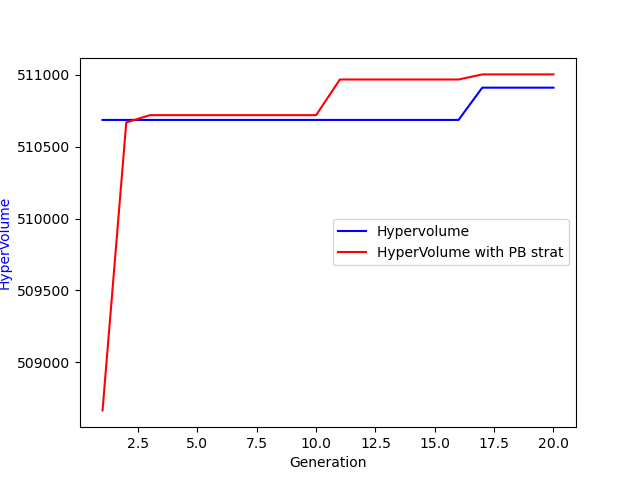 511000
510500
510000
509500
509000
HyperVolume
Hypervolume
HyperVolume with PB strat
2.5 5.0 7.5 10.0 12.5 15.0 17.5 20.0
Generation